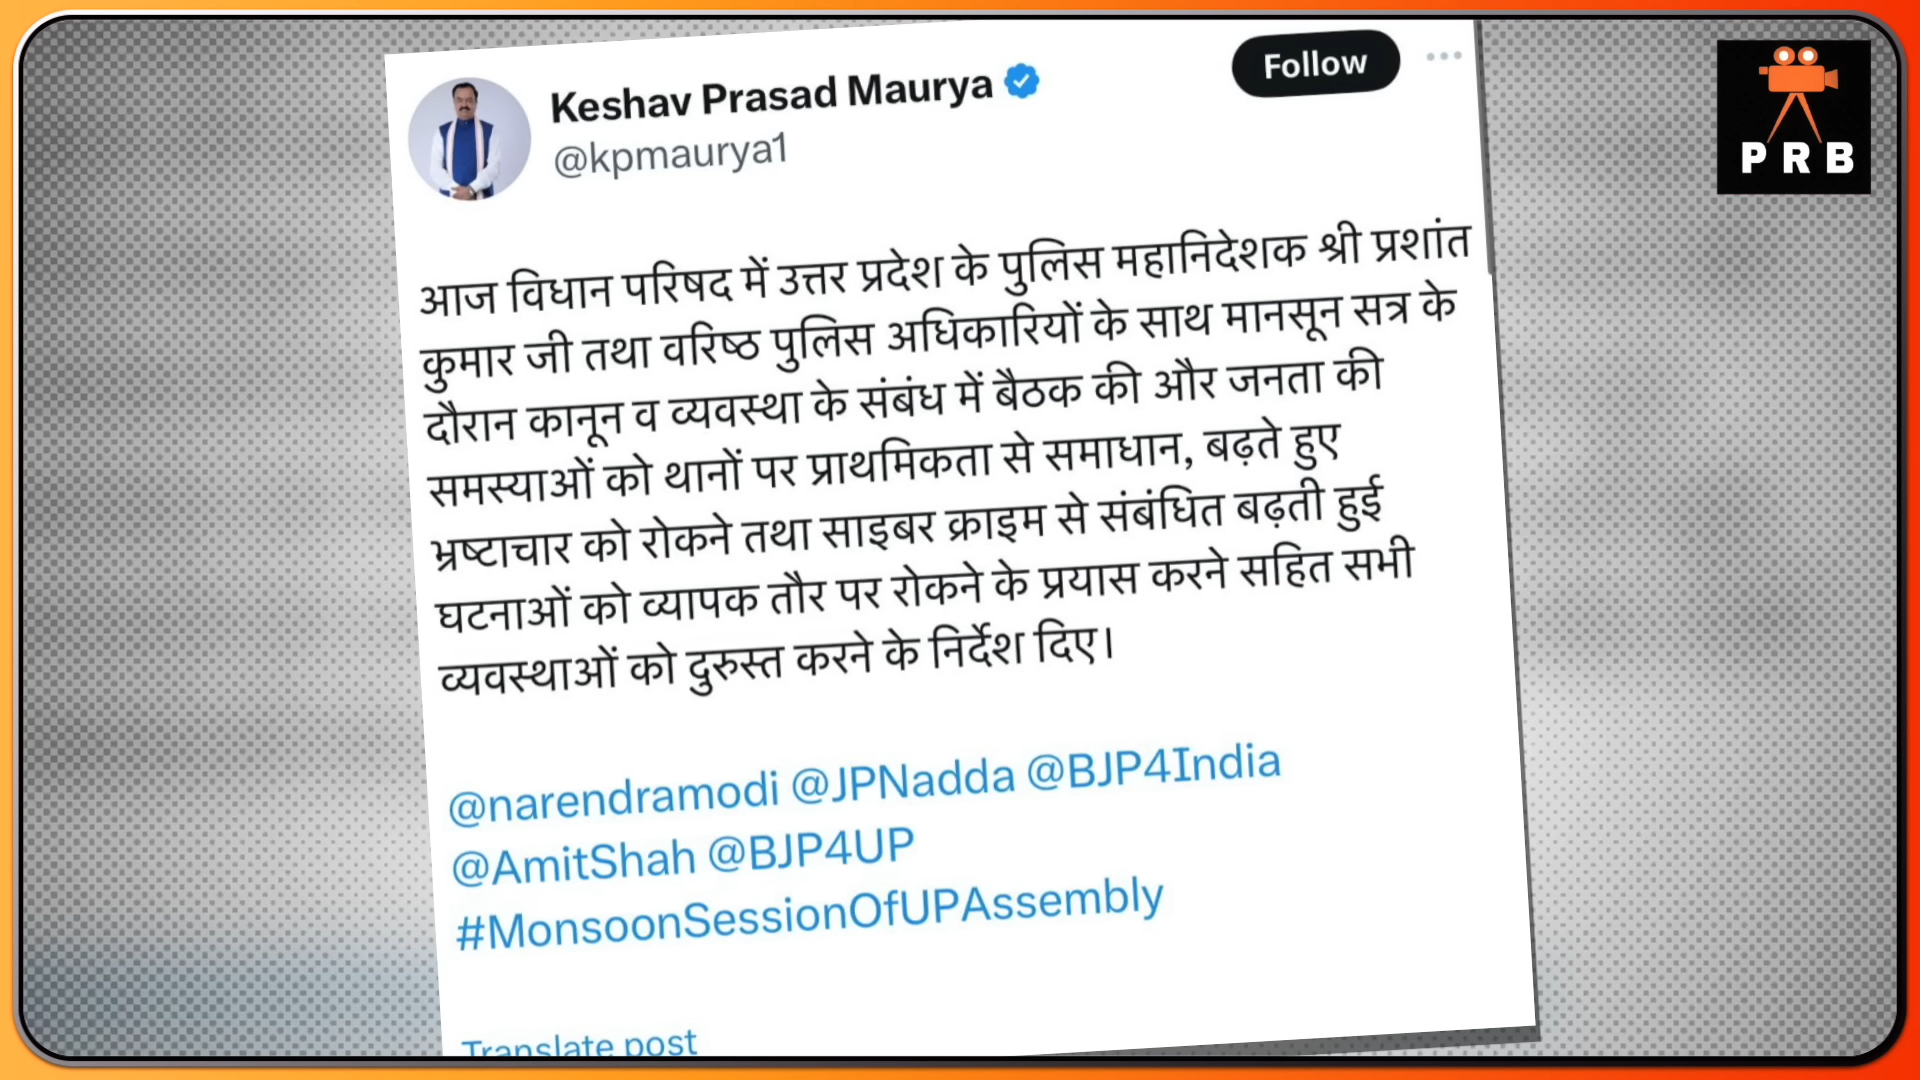 Keshav Prasad Maurya
@kpmaurya1
Follow
PRB
आज विधान परिषद में उत्तर प्रदेश के पुलिस महानिदेशक श्री प्रशांत
कुमार जी तथा वरिष्ठ पुलिस अधिकारियों के साथ मानसून सत्र के
दौरान कानून व व्यवस्था के संबंध में बैठक की और जनता की
समस्याओं को थानों पर प्राथमिकता से समाधान, बढ़ते हुए
भ्रष्टाचार को रोकने तथा साइबर क्राइम से संबंधित बढ़ती हुई
घटनाओं को व्यापक तौर पर रोकने के प्रयास करने सहित सभी
व्यवस्थाओं को दुरुस्त करने के निर्देश दिए।
@narendramodi @JPNadda @BJP4India
@AmitShah @BJP4UP
#MonsoonSessionOfUPAssembly
Translate post